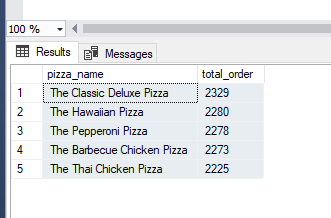 100 %
Results Messages
pizza_name total_order
1 The Classic Deluxe Pizza 2329
2 The Hawaiian Pizza 2280
3 The Pepperoni Pizza 2278
4 The Barbecue Chicken Pizza 2273
5 The Thai Chicken Pizza 2225